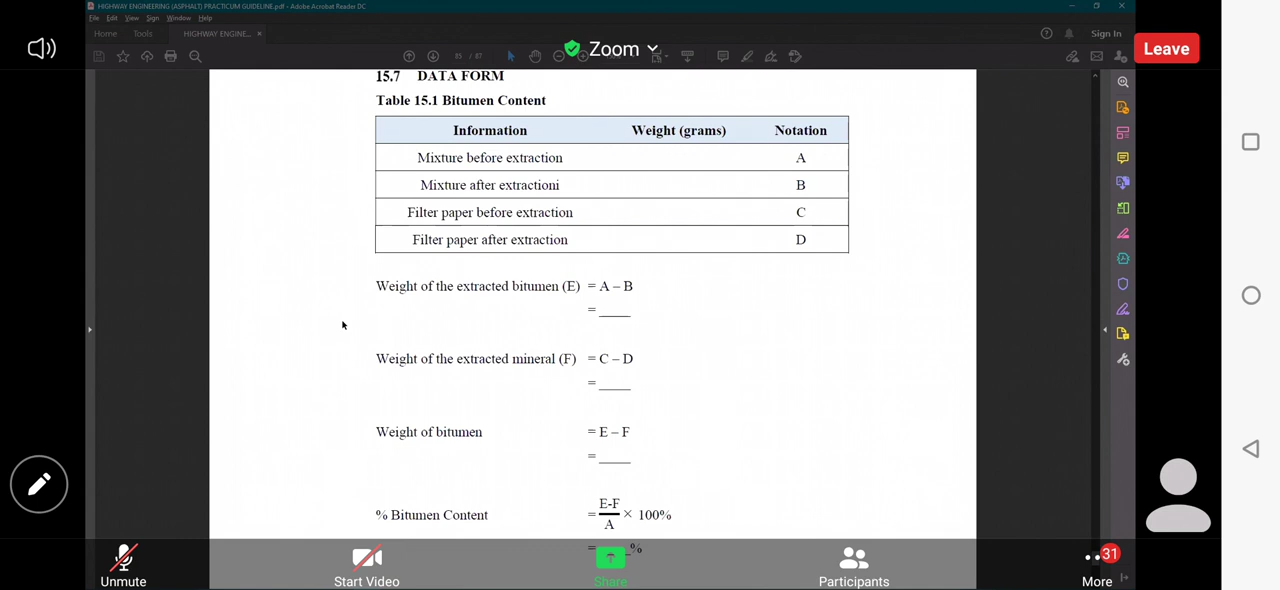 HIGHWAY ENGINEERING (ASPHALT) PRACTICUM GUIDELINE.pdf - Adobe Acrobat Reader DC
File Edit View Sign Window Help
Home Tools HIGHWAY ENGINE... ×
Sign In
85 / 87
Zoom
Leave
15.7 DATA FORM
Table 15.1 Bitumen Content
Information Weight (grams) Notation
Mixture before extraction A
Mixture after extractioni B
Filter paper before extraction C
Filter paper after extraction D
Weight of the extracted bitumen (E) = A – B
= ____
Weight of the extracted mineral (F) = C – D
= ____
Weight of bitumen = E – F
= ____
E-F
% Bitumen Content = × 100%
A
= %
Unmute
Start Video
Share
Participants
31
More